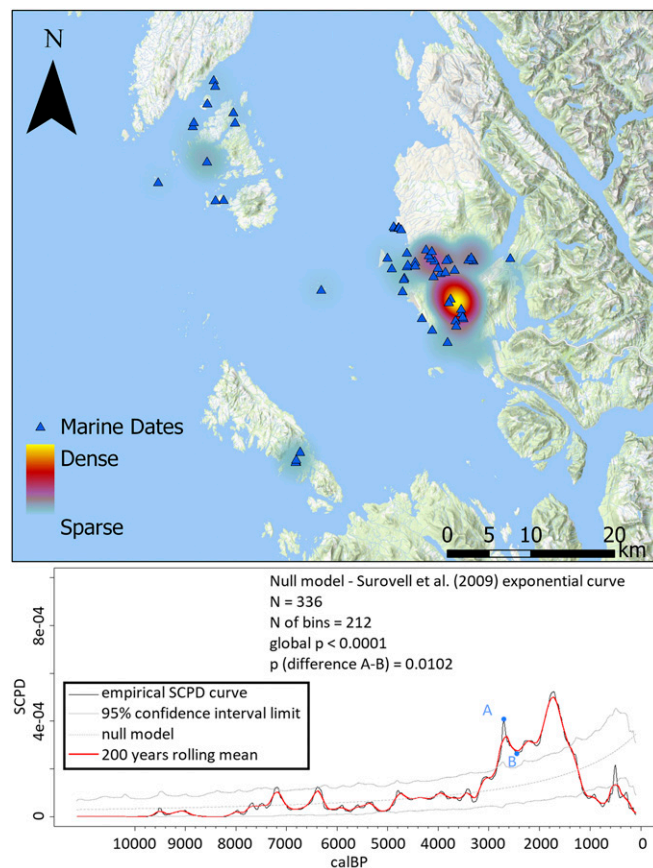 N
Marine Dates
Dense
Sparse
0 5 10 20
km
Null model - Surovell et al. (2009) exponential curve
N = 336
N of bins = 212
global p < 0.0001
p (difference A-B) = 0.0102
8e-04
4e-04
0
SCPD
empirical SCPD curve
95% confidence interval limit
null model
200 years rolling mean
A
B
10000 9000 8000 7000 6000 5000 4000 3000 2000 1000 0
calBP